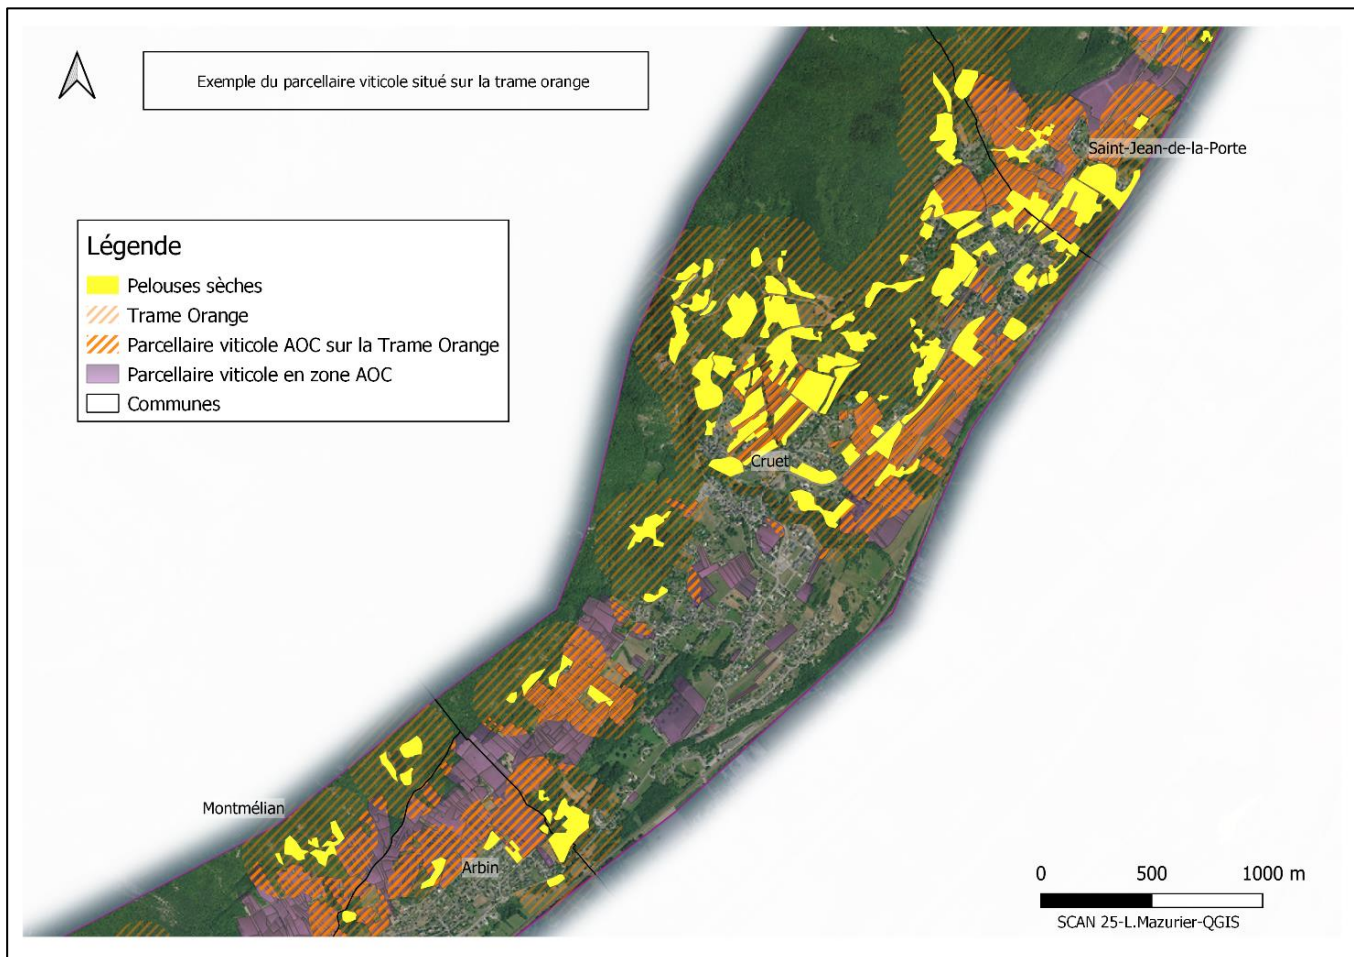 Exemple du parcellaire viticole situé sur la trame orange
Saint-Jean-de-la-Porte
Légende
Pelouses sèches
Trame Orange
Parcellaire viticole AOC sur la Trame Orange
Parcellaire viticole en zone AOC
Communes
Cruet
Montmélian
Arbin
0 500 1000 m
SCAN 25-L.Mazurier-QGIS